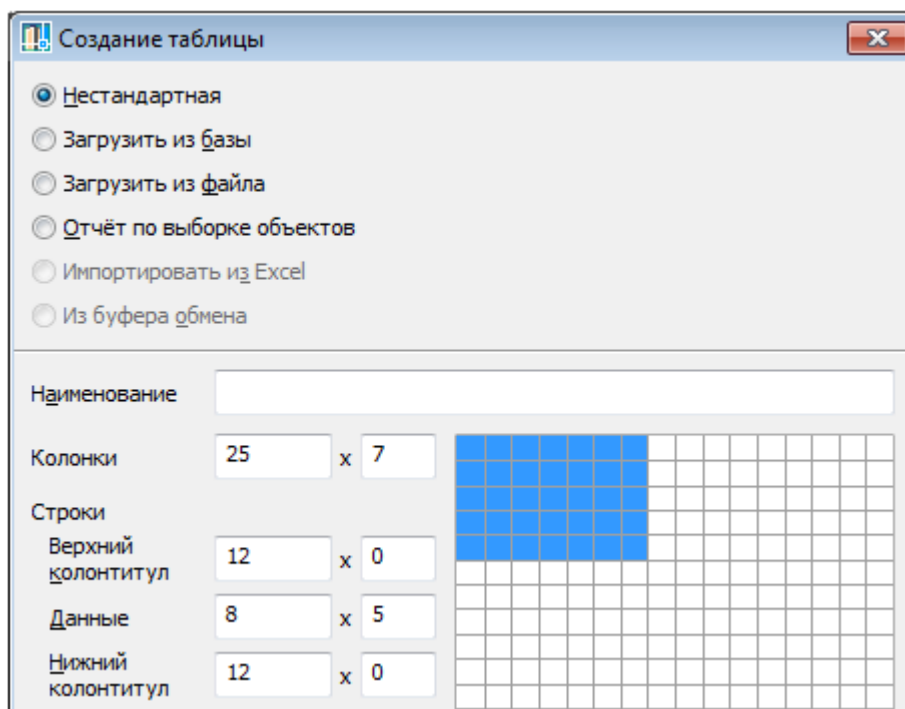 Создание таблицы
Нестандартная
Загрузить из базы
Загрузить из файла
Отчёт по выборке объектов
Импортировать из Excel
Из буфера обмена
Наименование
Колонки 25 x 7
Строки
Верхний
колонтитул 12 x 0
Данные 8 x 5
Нижний
колонтитул 12 x 0